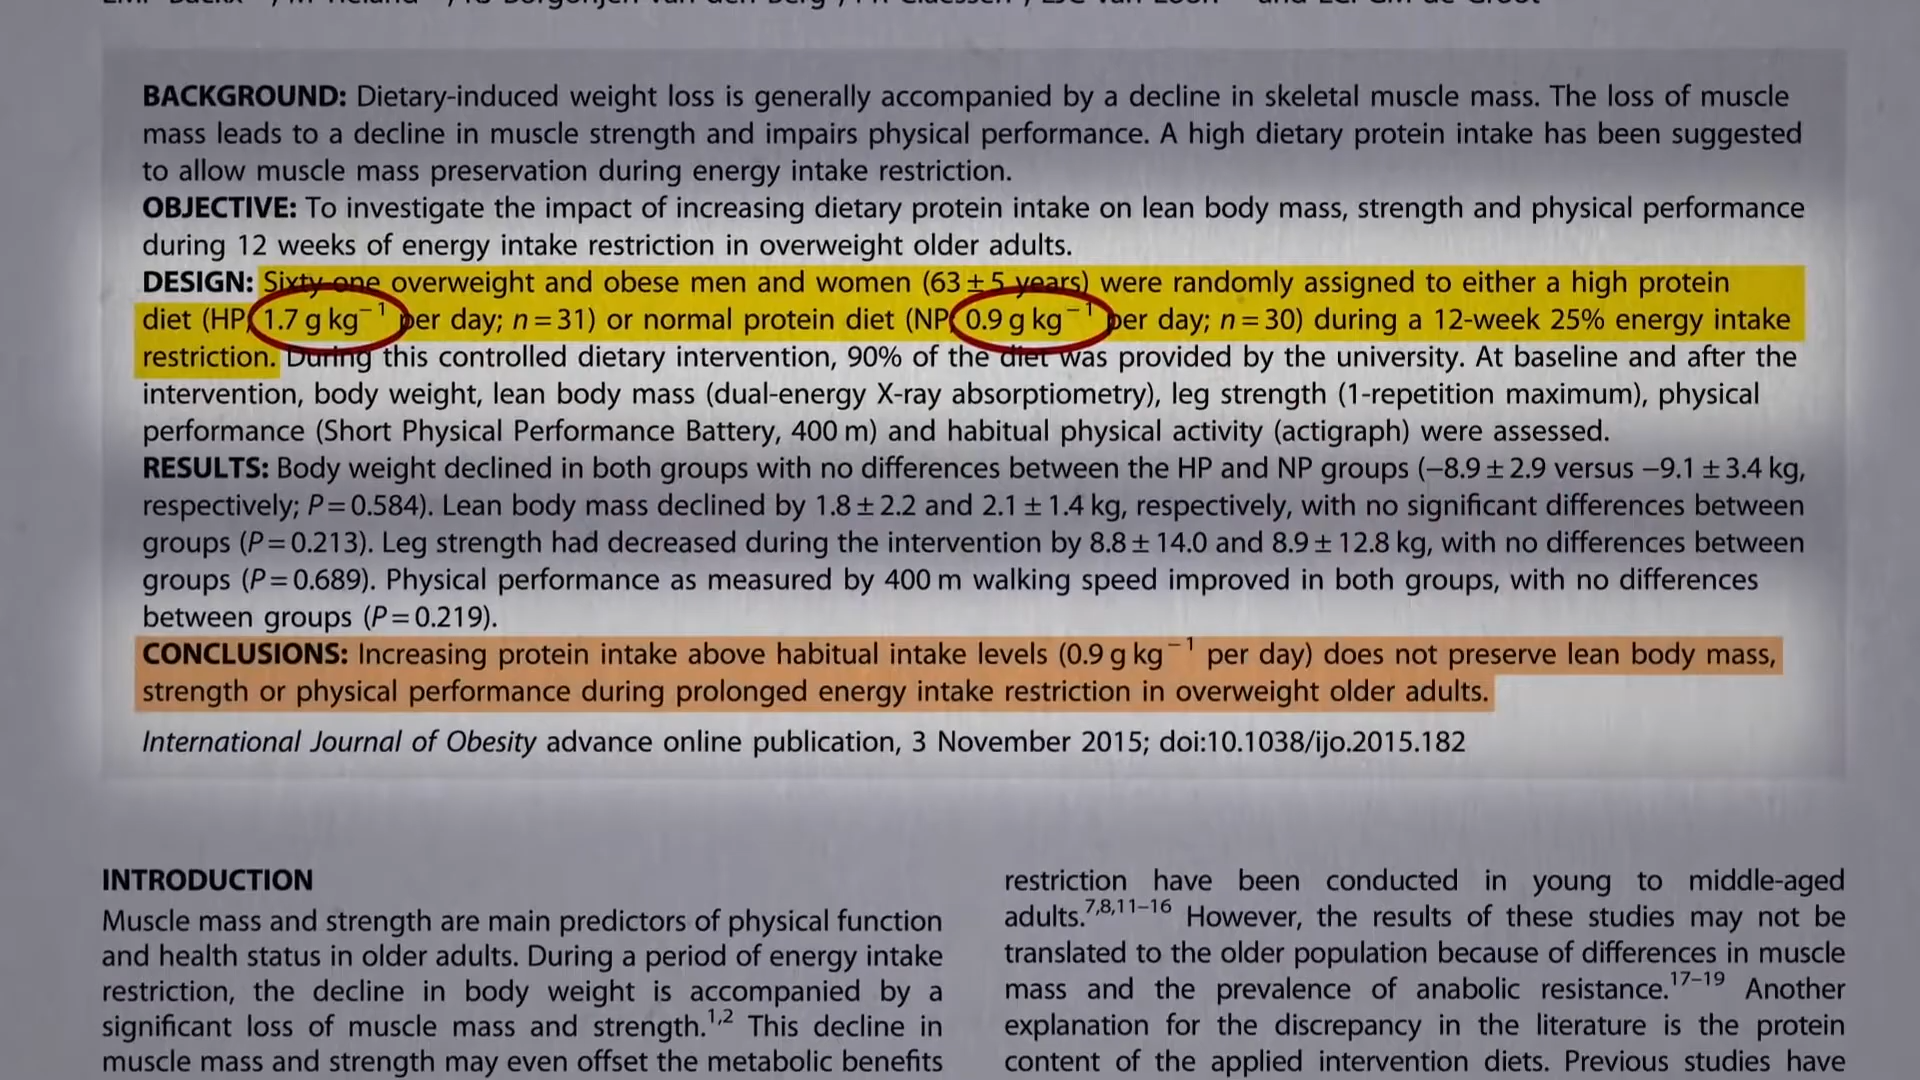 BACKGROUND: Dietary-induced weight loss is generally accompanied by a decline in skeletal muscle mass. The loss of muscle
mass leads to a decline in muscle strength and impairs physical performance. A high dietary protein intake has been suggested
to allow muscle mass preservation during energy intake restriction.
OBJECTIVE: To investigate the impact of increasing dietary protein intake on lean body mass, strength and physical performance
during 12 weeks of energy intake restriction in overweight older adults.
DESIGN: Sixty-one overweight and obese men and women (63 ± 5 years) were randomly assigned to either a high protein
diet (HP 1.7 g kg⁻¹ per day; n = 31) or normal protein diet (NP 0.9 g kg⁻¹ per day; n = 30) during a 12-week 25% energy intake
restriction. During this controlled dietary intervention, 90% of the diet was provided by the university. At baseline and after the
intervention, body weight, lean body mass (dual-energy X-ray absorptiometry), leg strength (1-repetition maximum), physical
performance (Short Physical Performance Battery, 400 m) and habitual physical activity (actigraph) were assessed.
RESULTS: Body weight declined in both groups with no differences between the HP and NP groups (−8.9 ± 2.9 versus −9.1 ± 3.4 kg,
respectively; P = 0.584). Lean body mass declined by 1.8 ± 2.2 and 2.1 ± 1.4 kg, respectively, with no significant differences between
groups (P = 0.213). Leg strength had decreased during the intervention by 8.8 ± 14.0 and 8.9 ± 12.8 kg, with no differences between
groups (P = 0.689). Physical performance as measured by 400 m walking speed improved in both groups, with no differences
between groups (P = 0.219).
CONCLUSIONS: Increasing protein intake above habitual intake levels (0.9 g kg⁻¹ per day) does not preserve lean body mass,
strength or physical performance during prolonged energy intake restriction in overweight older adults.
International Journal of Obesity advance online publication, 3 November 2015; doi:10.1038/ijo.2015.182
INTRODUCTION
Muscle mass and strength are main predictors of physical function
and health status in older adults. During a period of energy intake
restriction, the decline in body weight is accompanied by a
significant loss of muscle mass and strength.1,2 This decline in
muscle mass and strength may even offset the metabolic benefits
restriction have been conducted in young to middle-aged
adults.7,8,11–16 However, the results of these studies may not be
translated to the older population because of differences in muscle
mass and the prevalence of anabolic resistance.17–19 Another
explanation for the discrepancy in the literature is the protein
content of the applied intervention diets. Previous studies have